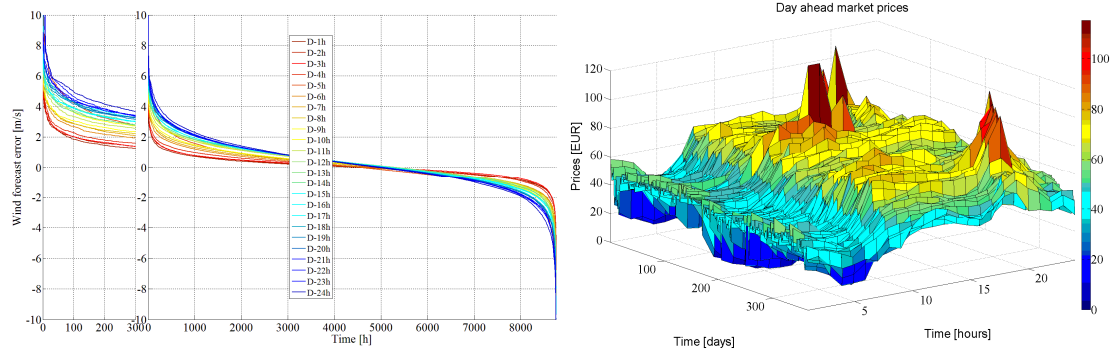 Day ahead market prices
Wind forecast error [m/s]
10
8
6
4
2
0
-2
-4
-6
-8
-10
0
100
200
300
10
8
6
4
2
0
-2
-4
-6
-8
-10
0
1000
2000
3000
4000
5000
6000
7000
8000
Time [h]
D-1h
D-2h
D-3h
D-4h
D-5h
D-6h
D-7h
D-8h
D-9h
D-10h
D-11h
D-12h
D-13h
D-14h
D-15h
D-16h
D-17h
D-18h
D-19h
D-20h
D-21h
D-22h
D-23h
D-24h
Prices [EUR]
120
100
80
60
40
20
0
100
200
300
Time [days]
5
10
15
20
Time [hours]
100
80
60
40
20
0